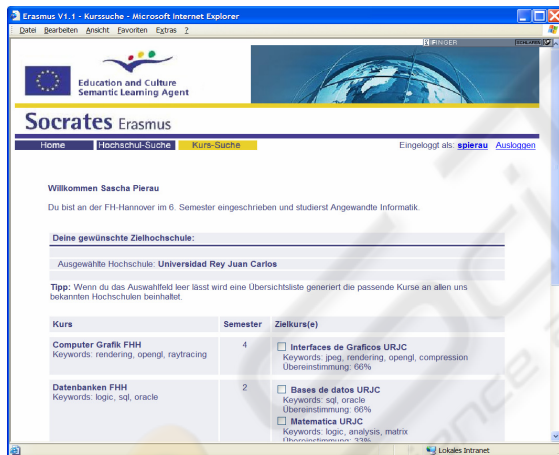 Erasmus V1.1 - Kurssuche - Microsoft Internet Explorer
Datei Bearbeiten Ansicht Favoriten Extras ?
FINGER
Education and Culture
Semantic Learning Agent
Socrates Erasmus
Home Hochschul-Suche Kurs-Suche Eingeloggt als: spierau Ausloggen
Willkommen Sascha Pierau
Du bist an der FH-Hannover im 6. Semester eingeschrieben und studierst Angewandte Informatik.
Deine gewünschte Zielhochschule:
Ausgewählte Hochschule: Universidad Rey Juan Carlos
Tipp: Wenn du das Auswahlfeld leer lässt wird eine Übersichtsliste generiert die passende Kurse an allen uns
bekannten Hochschulen beinhaltet.
Kurs Semester Zielkurs(e)
Computer Grafik FHH 4 Interfaces de Graficos URJC
Keywords: rendering, opengl, raytracing Keywords: jpeg, rendering, opengl, compression
Übereinstimmung: 66%
Datenbanken FHH 2 Bases de datos URJC
Keywords: logic, sql, oracle Keywords: sql, oracle
Übereinstimmung: 66%
Matematica URJC
Keywords: logic, analysis, matrix
Übereinstimmung: 33%
Lokales Intranet